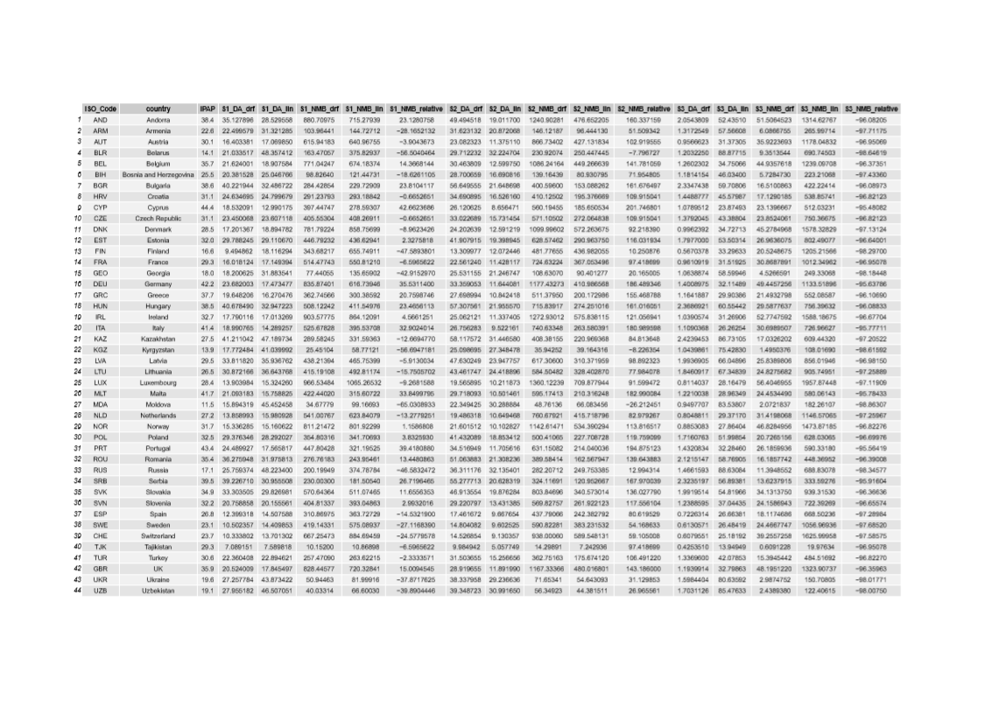 ISO_Code country IPAP S1_DA_drf S1_DA_lin S1_NMB_drf S1_NMB_lin S1_NMB_relative S2_DA_drf S2_DA_lin S2_NMB_drf S2_NMB_lin S2_NMB_relative S3_DA_drf S3_DA_lin S3_NMB_drf S3_NMB_lin S3_NMB_relative
1 AND Andorra 38.4 35.127896 28.529558 880.70975 715.27939 23.1280758 49.494518 19.011700 1240.90281 476.652205 160.337159 2.0543809 52.43510 51.5064523 1314.62767 −96.08205
2 ARM Armenia 22.6 22.499579 31.321285 103.96441 144.72712 −28.1652132 31.623132 20.872068 146.12187 96.444130 51.509342 1.3172549 57.56608 6.0866755 265.99714 −97.71175
3 AUT Austria 30.1 16.403381 17.069850 615.94183 640.96755 −3.9043673 23.082323 11.375110 866.73402 427.131834 102.919555 0.9566623 31.37305 35.9223693 1178.04832 −96.95069
4 BLR Belarus 14.1 21.033517 48.357412 163.47057 375.82937 −56.5040464 29.712232 32.224704 230.92074 250.447445 −7.796727 1.2032250 88.87715 9.3513544 690.74503 −98.64619
5 BEL Belgium 35.7 21.624001 18.907584 771.04247 674.18374 14.3668144 30.463809 12.599750 1086.24164 449.266639 141.781059 1.2602302 34.75066 44.9357618 1239.09708 −96.37351
6 BIH Bosnia and Herzegovina 25.5 20.381528 25.046766 98.82640 121.44731 −18.6261105 28.700659 16.690816 139.16439 80.930795 71.954805 1.1814154 46.03400 5.7284730 223.21068 −97.43360
7 BGR Bulgaria 38.6 40.221944 32.486722 284.42854 229.72909 23.8104117 56.649555 21.648698 400.59600 153.088262 161.676497 2.3347438 59.70806 16.5100863 422.22414 −96.08973
8 HRV Croatia 31.1 24.634695 24.799679 291.23793 293.18842 −0.6652651 34.690895 16.526160 410.12502 195.376669 109.915041 1.4488777 45.57987 17.1290185 538.85741 −96.82123
9 CYP Cyprus 44.4 18.532091 12.990175 397.44747 278.59307 42.6623686 26.120625 8.656471 560.19455 185.650534 201.746801 1.0789512 23.87493 23.1396667 512.03231 −95.48082
10 CZE Czech Republic 31.1 23.450068 23.607118 405.55304 408.26911 −0.6652651 33.022689 15.731454 571.10502 272.064838 109.915041 1.3792045 43.38804 23.8524061 750.36675 −96.82123
11 DNK Denmark 28.5 17.201367 18.894782 781.79224 858.75699 −8.9623426 24.202639 12.591219 1099.99602 572.263675 92.218390 0.9962392 34.72713 45.2784968 1578.32829 −97.13124
12 EST Estonia 32.0 29.788245 29.110670 446.79232 436.62941 2.3275818 41.907915 19.398945 628.57462 290.963750 116.031934 1.7977000 53.50314 26.9636075 802.49077 −96.64001
13 FIN Finland 16.6 9.494862 18.116294 343.68217 655.74911 −47.5893801 13.309977 12.072446 481.77655 436.982055 10.250876 0.5670378 33.29633 20.5248675 1205.21566 −98.29700
14 FRA France 29.3 16.018124 17.149394 514.47743 550.81210 −6.5965622 22.561240 11.428117 724.63224 367.053496 97.418699 0.9610919 31.51925 30.8687891 1012.34962 −96.95078
15 GEO Georgia 18.0 18.200625 31.883541 77.44055 135.65902 −42.9152970 25.531155 21.246747 108.63070 90.401277 20.165005 1.0638874 58.59946 4.5266591 249.33068 −98.18448
16 DEU Germany 42.2 23.682003 17.473477 835.87401 616.73946 35.5311400 33.359053 11.644081 1177.43273 410.986568 186.489346 1.4008975 32.11489 49.4457256 1133.51896 −95.63786
17 GRC Greece 37.7 19.648206 16.270476 362.74566 300.38592 20.7598746 27.698994 10.842418 511.37950 200.172986 155.468788 1.1641887 29.90386 21.4932798 552.08587 −96.10690
18 HUN Hungary 38.5 40.678490 32.947223 508.12242 411.54976 23.4656113 57.307561 21.955570 715.83917 274.251016 161.016051 2.3686921 60.55442 29.5877637 756.39632 −96.08833
19 IRL Ireland 32.7 17.790116 17.013292 903.57775 864.12091 4.5661251 25.062121 11.337405 1272.93012 575.838115 121.056941 1.0390574 31.26906 52.7747592 1588.18675 −96.67704
20 ITA Italy 41.4 18.990765 14.289257 525.67828 395.53708 32.9024014 26.756283 9.522161 740.63348 263.580391 180.989598 1.1090368 26.26254 30.6989507 726.96627 −95.77711
21 KAZ Kazakhstan 27.5 41.211042 47.189734 289.58245 331.59363 −12.6694770 58.117572 31.446580 408.38155 220.969368 84.813648 2.4239453 86.73105 17.0326202 609.44320 −97.20522
22 KGZ Kyrgyzstan 13.9 17.772484 41.039992 25.45104 58.77121 −56.6947181 25.098695 27.348478 35.94252 39.164316 −8.226354 1.0439861 75.42830 1.4950376 108.01690 −98.61592
23 LVA Latvia 29.5 33.811820 35.936762 438.21394 465.75399 −5.9130034 47.630249 23.947757 617.30600 310.371959 98.892323 1.9936905 66.04896 25.8389806 856.01946 −96.98150
24 LTU Lithuania 26.5 30.872166 36.643768 415.19108 492.81174 −15.7505702 43.461747 24.418896 584.50482 328.402870 77.984078 1.8460917 67.34839 24.8275682 905.74951 −97.25889
25 LUX Luxembourg 28.4 13.903984 15.324260 966.53484 1065.26532 −9.2681588 19.565895 10.211873 1360.12239 709.877944 91.599472 0.8114037 28.16479 56.4046955 1957.87448 −97.11909
26 MLT Malta 41.7 21.093183 15.758825 422.44020 315.60722 33.8499795 29.718093 10.501461 595.17413 210.316248 182.990084 1.2210038 28.96349 24.4534490 580.06143 −95.78433
27 MDA Moldova 11.5 15.894319 45.452458 34.67779 99.16693 −65.0308933 22.349425 30.288884 48.76136 66.083456 −26.212451 0.9497707 83.53807 2.0721837 182.26107 −98.86307
28 NLD Netherlands 27.2 13.858993 15.980928 541.00767 623.84079 −13.2779251 19.486318 10.649468 760.67921 415.718796 82.979267 0.8048811 29.37170 31.4198068 1146.57065 −97.25967
29 NOR Norway 31.7 15.336285 15.160622 811.21472 801.92299 1.1586808 21.601512 10.102827 1142.61471 534.390294 113.816517 0.8853083 27.86404 46.8284956 1473.87185 −96.82276
30 POL Poland 32.5 29.376346 28.292027 354.80316 341.70693 3.8325930 41.432089 18.853412 500.41065 227.708728 119.759099 1.7160763 51.99854 20.7265156 628.03065 −96.69976
31 PRT Portugal 43.4 24.489927 17.565817 447.80428 321.19525 39.4180880 34.516949 11.705616 631.15082 214.040036 194.875123 1.4320834 32.28460 26.1859936 590.33180 −95.56419
32 ROU Romania 35.4 36.275948 31.975813 276.76183 243.95461 13.4480863 51.063883 21.308236 389.58414 162.567947 139.643883 2.1215147 58.76905 16.1857742 448.36952 −96.39008
33 RUS Russia 17.1 25.759374 48.223400 200.19949 374.78784 −46.5832472 36.311176 32.135401 282.20712 249.753385 12.994314 1.4661593 88.63084 11.3948552 688.83078 −98.34577
34 SRB Serbia 39.5 39.226710 30.955508 230.00300 181.50540 26.7196465 55.277713 20.628319 324.11691 120.952667 167.970039 2.3235197 56.89381 13.6237915 333.59276 −95.91604
35 SVK Slovakia 34.9 33.303505 29.826981 570.64364 511.07465 11.6556353 46.913554 19.876284 803.84696 340.573014 136.027790 1.9919514 54.81966 34.1313750 939.31530 −96.36636
36 SVN Slovenia 32.2 20.758858 20.155561 404.81337 393.04863 2.9932016 29.220797 13.431385 569.82757 261.922123 117.556104 1.2388595 37.04435 24.1586943 722.39269 −96.65574
37 ESP Spain 26.8 12.399318 14.507588 310.86975 363.72729 −14.5321900 17.461672 9.667654 437.79066 242.382792 80.619529 0.7226314 26.66381 18.1174686 668.50236 −97.28984
38 SWE Sweden 23.1 10.502357 14.409853 419.14331 575.08937 −27.1168390 14.804082 9.602525 590.82281 383.231532 54.168633 0.6130571 26.48419 24.4667747 1056.96936 −97.68520
39 CHE Switzerland 23.7 10.333802 13.701302 667.25473 884.69459 −24.5779578 14.526854 9.130357 938.00060 589.548131 59.105008 0.6079551 25.18192 39.2557258 1625.99958 −97.58575
40 TJK Tajikistan 29.3 7.089151 7.589818 10.15200 10.86898 −6.5965622 9.984942 5.057749 14.29891 7.242936 97.418699 0.4253510 13.94949 0.6091228 19.97634 −96.95078
41 TUR Turkey 30.6 22.360408 22.894621 257.47090 263.62215 −2.3333571 31.503655 15.256656 362.75163 175.674120 106.491220 1.3369600 42.07853 15.3945442 484.51692 −96.82270
42 GBR UK 35.9 20.524009 17.845497 828.44577 720.32841 15.0094545 28.919655 11.891990 1167.33366 480.016801 143.186000 1.1939914 32.79863 48.1951220 1323.90737 −96.35963
43 UKR Ukraine 19.6 27.257784 43.873422 50.94463 81.99916 −37.8717625 38.337958 29.236636 71.65341 54.643093 31.129853 1.5984404 80.63592 2.9874752 150.70805 −98.01771
44 UZB Uzbekistan 19.1 27.955182 46.507051 40.03314 66.60030 −39.8904446 39.348723 30.991650 56.34923 44.381511 26.965561 1.7031126 85.47633 2.4389380 122.40615 −98.00750